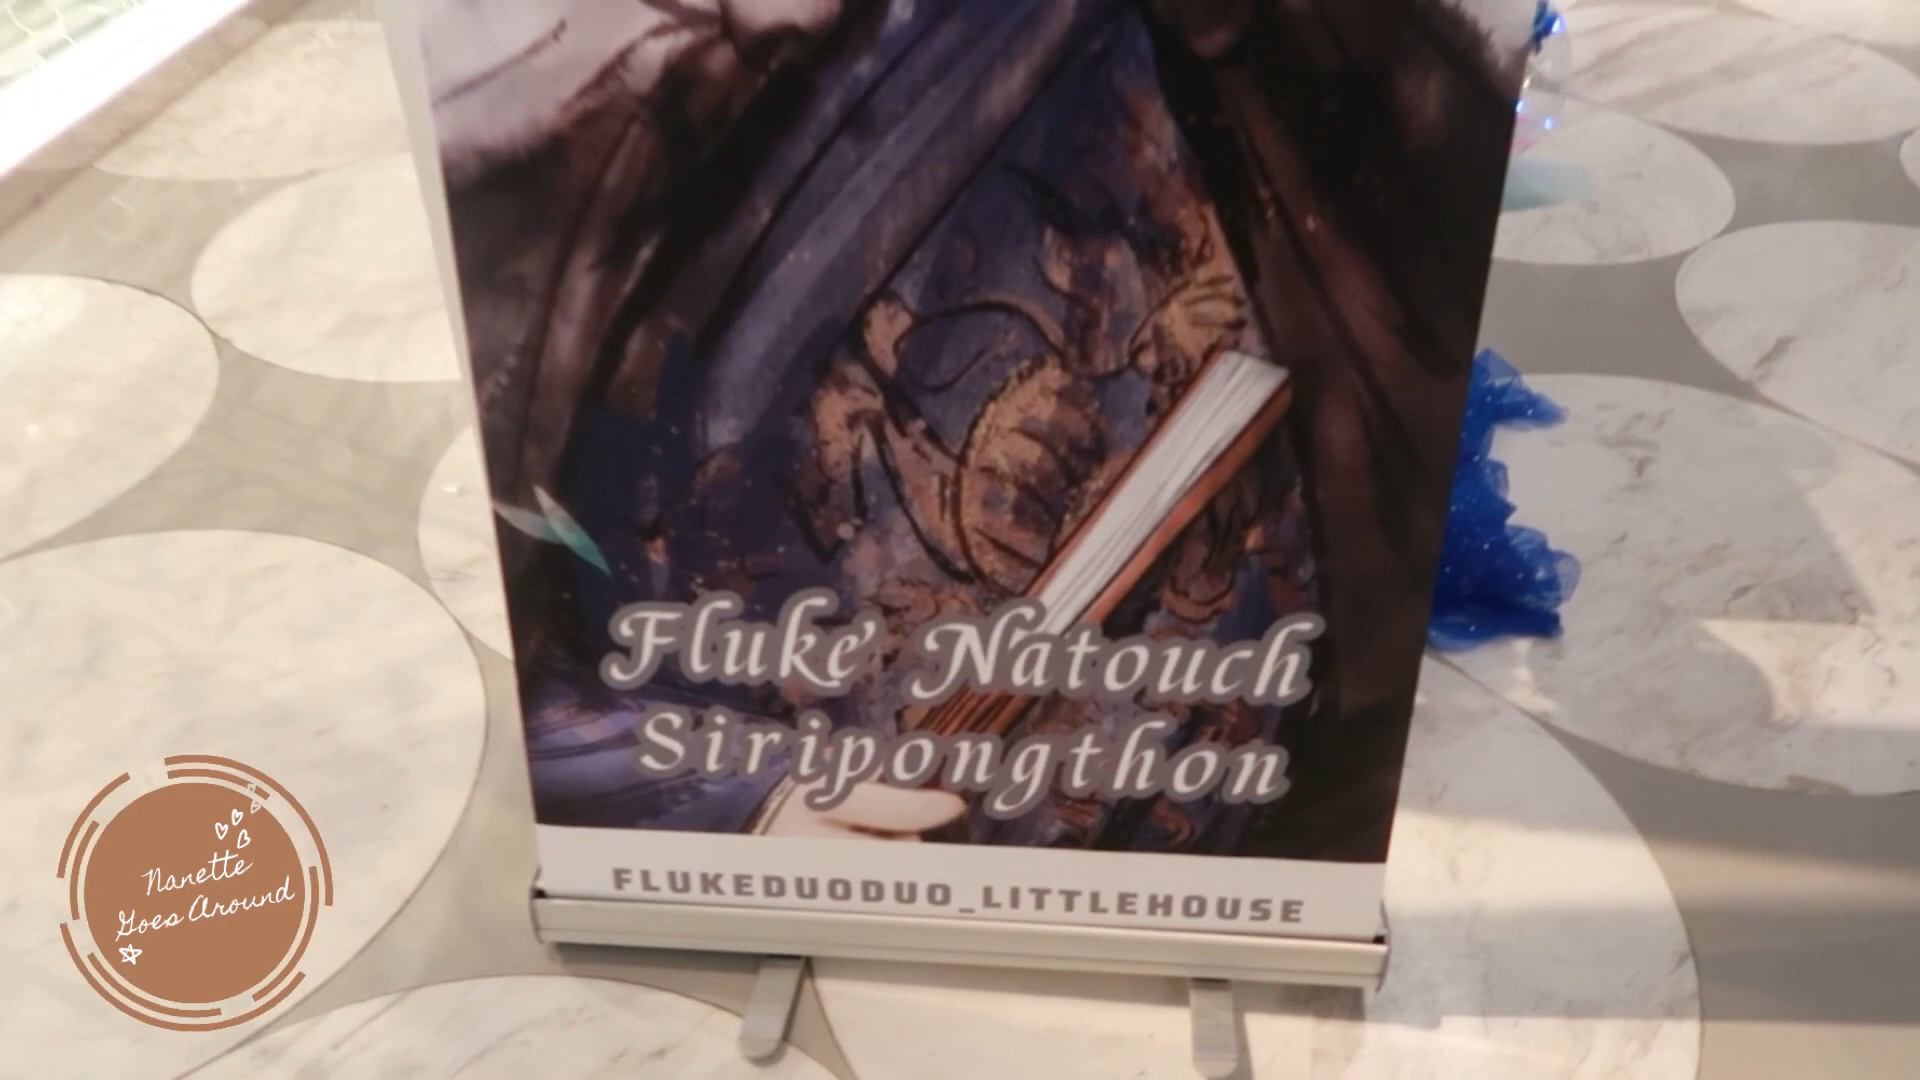 Fluke Natouch
Siripongthon
FLUKEDUODUO_LITTLEHOUSE
Nanette
Goes Around